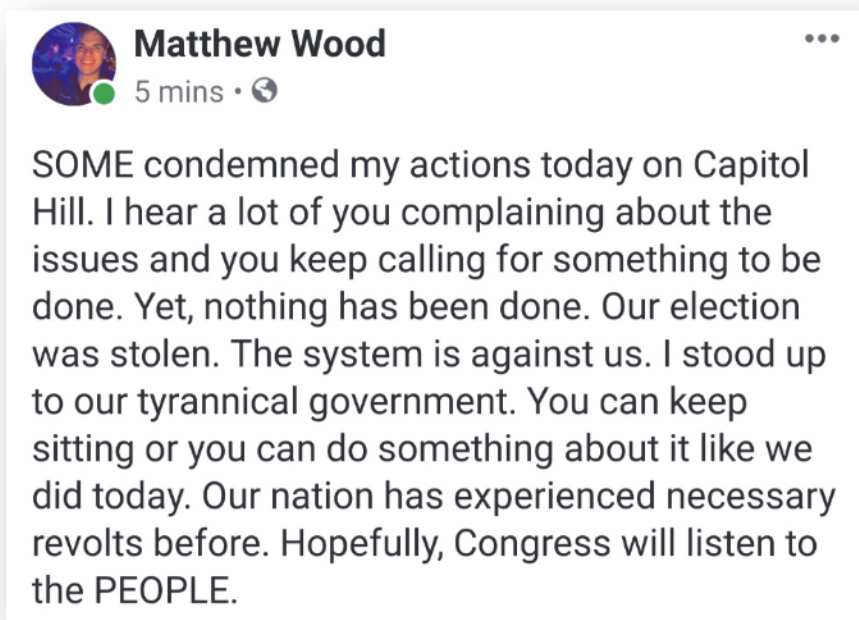 Matthew Wood
5 mins •
SOME condemned my actions today on Capitol
Hill. I hear a lot of you complaining about the
issues and you keep calling for something to be
done. Yet, nothing has been done. Our election
was stolen. The system is against us. I stood up
to our tyrannical government. You can keep
sitting or you can do something about it like we
did today. Our nation has experienced necessary
revolts before. Hopefully, Congress will listen to
the PEOPLE.